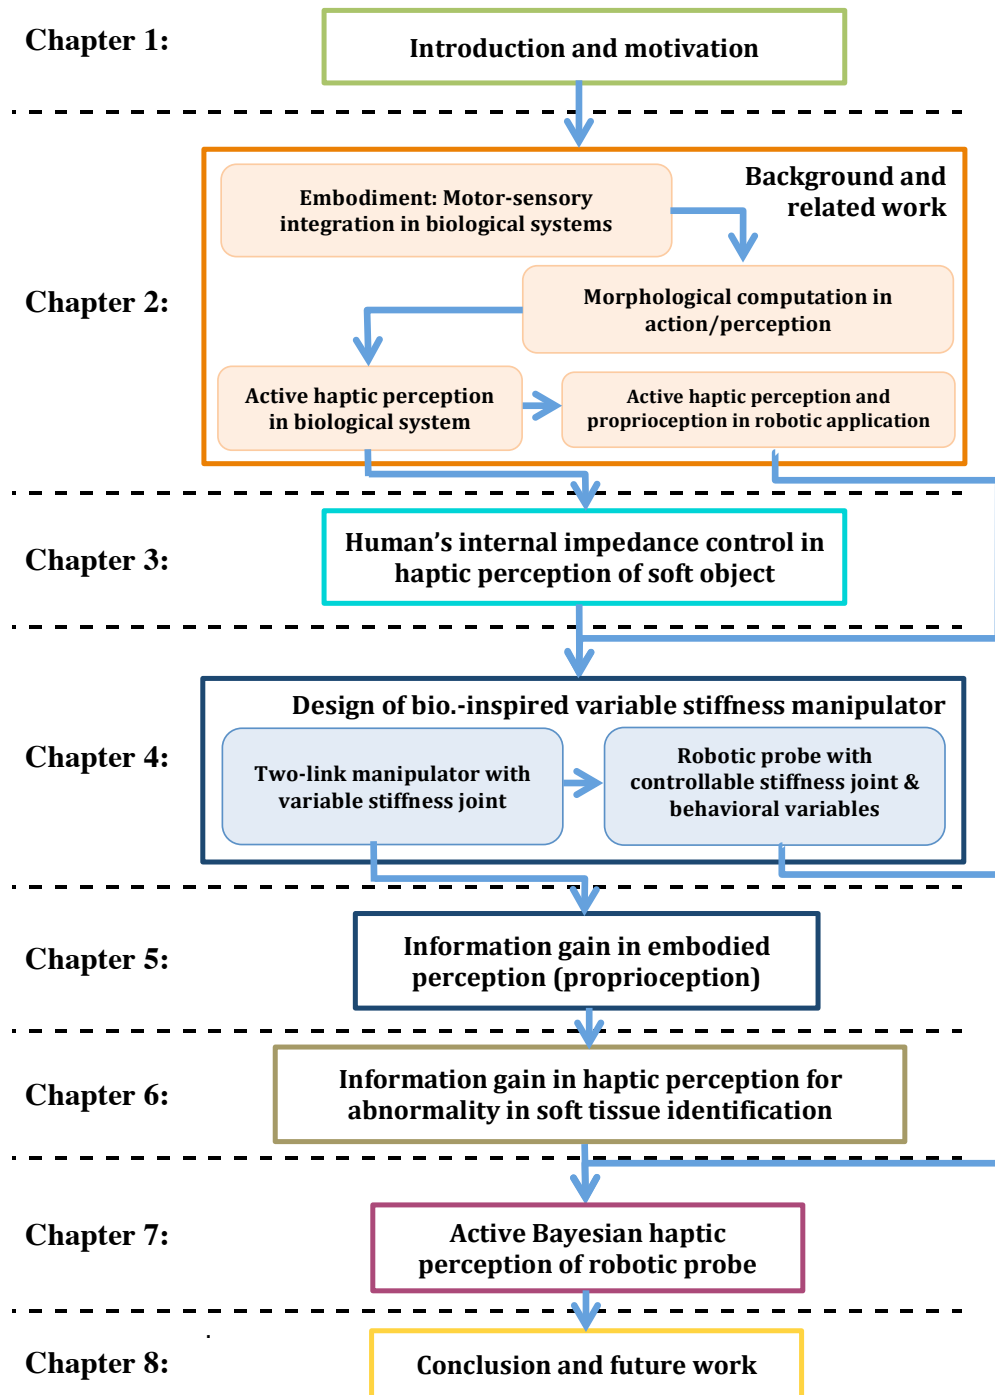 Chapter 1:
Introduction and motivation
Background and
related work
Embodiment: Motor-sensory
integration in biological systems
Chapter 2:
Morphological computation in
action/perception
Active haptic perception
in biological system
Active haptic perception and
proprioception in robotic application
Chapter 3:
Human's internal impedance control in
haptic perception of soft object
Chapter 4:
Design of bio.-inspired variable stiffness manipulator
Two-link manipulator with
variable stiffness joint
Robotic probe with
controllable stiffness joint &
behavioral variables
Chapter 5:
Information gain in embodied
perception (proprioception)
Chapter 6:
Information gain in haptic perception for
abnormality in soft tissue identification
Chapter 7:
Active Bayesian haptic
perception of robotic probe
Chapter 8:
Conclusion and future work